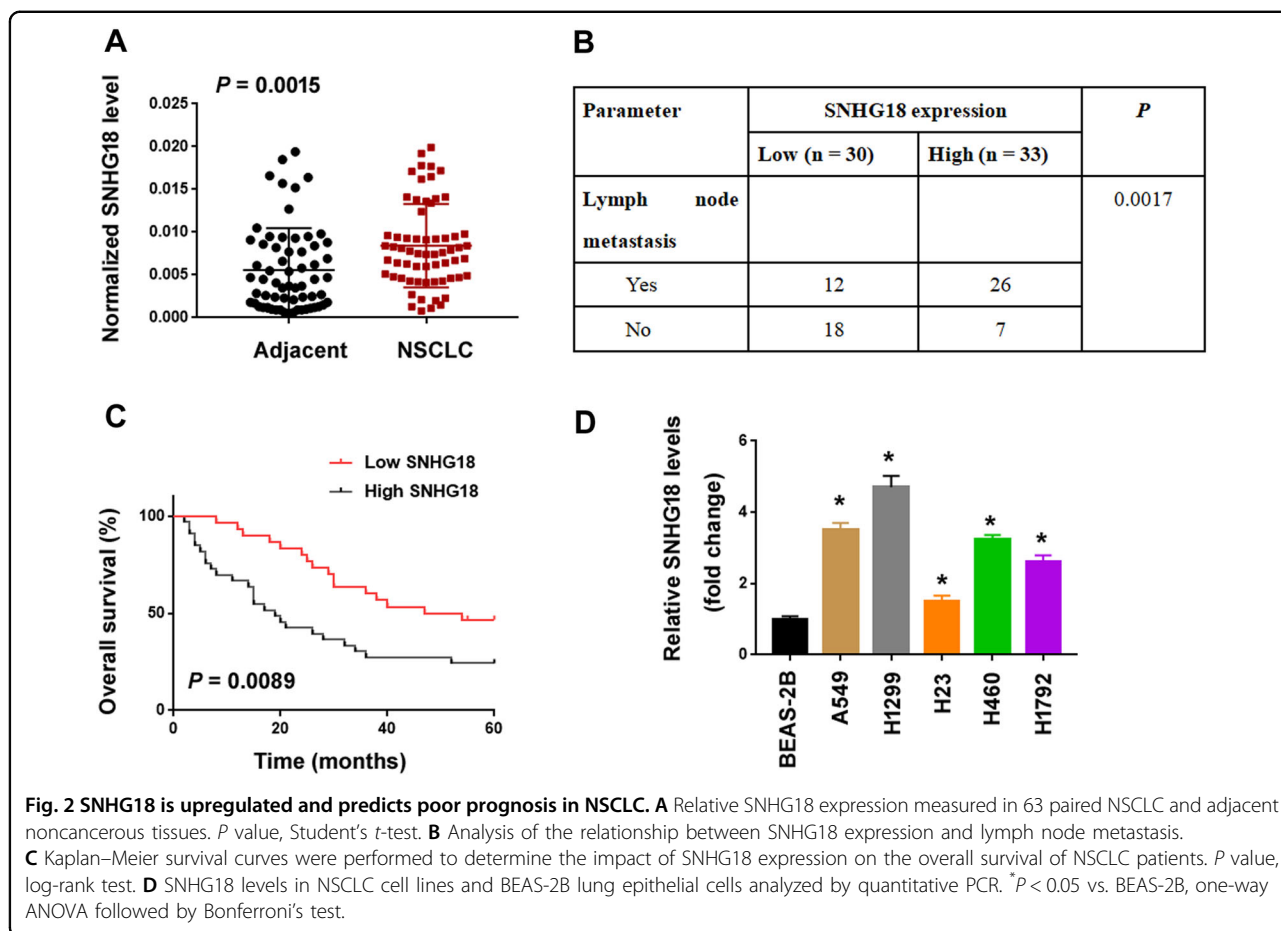 A
P = 0.0015
Normalized SNHG18 level
0.025
0.020
0.015
0.010
0.005
0.000
Adjacent
NSCLC
B
Parameter
SNHG18 expression
P
Low (n = 30)
High (n = 33)
Lymph node
metastasis
0.0017
Yes
12
26
No
18
7
C
Low SNHG18
High SNHG18
Overall survival (%)
100
50
0
P = 0.0089
0
20
40
60
Time (months)
D
Relative SNHG18 levels
(fold change)
6
4
2
0
*
*
*
*
*
BEAS-2B
A549
H1299
H23
H460
H1792
Fig. 2 SNHG18 is upregulated and predicts poor prognosis in NSCLC. A Relative SNHG18 expression measured in 63 paired NSCLC and adjacent
noncancerous tissues. P value, Student's t-test. B Analysis of the relationship between SNHG18 expression and lymph node metastasis.
C Kaplan–Meier survival curves were performed to determine the impact of SNHG18 expression on the overall survival of NSCLC patients. P value,
log-rank test. D SNHG18 levels in NSCLC cell lines and BEAS-2B lung epithelial cells analyzed by quantitative PCR. *P < 0.05 vs. BEAS-2B, one-way
ANOVA followed by Bonferroni's test.